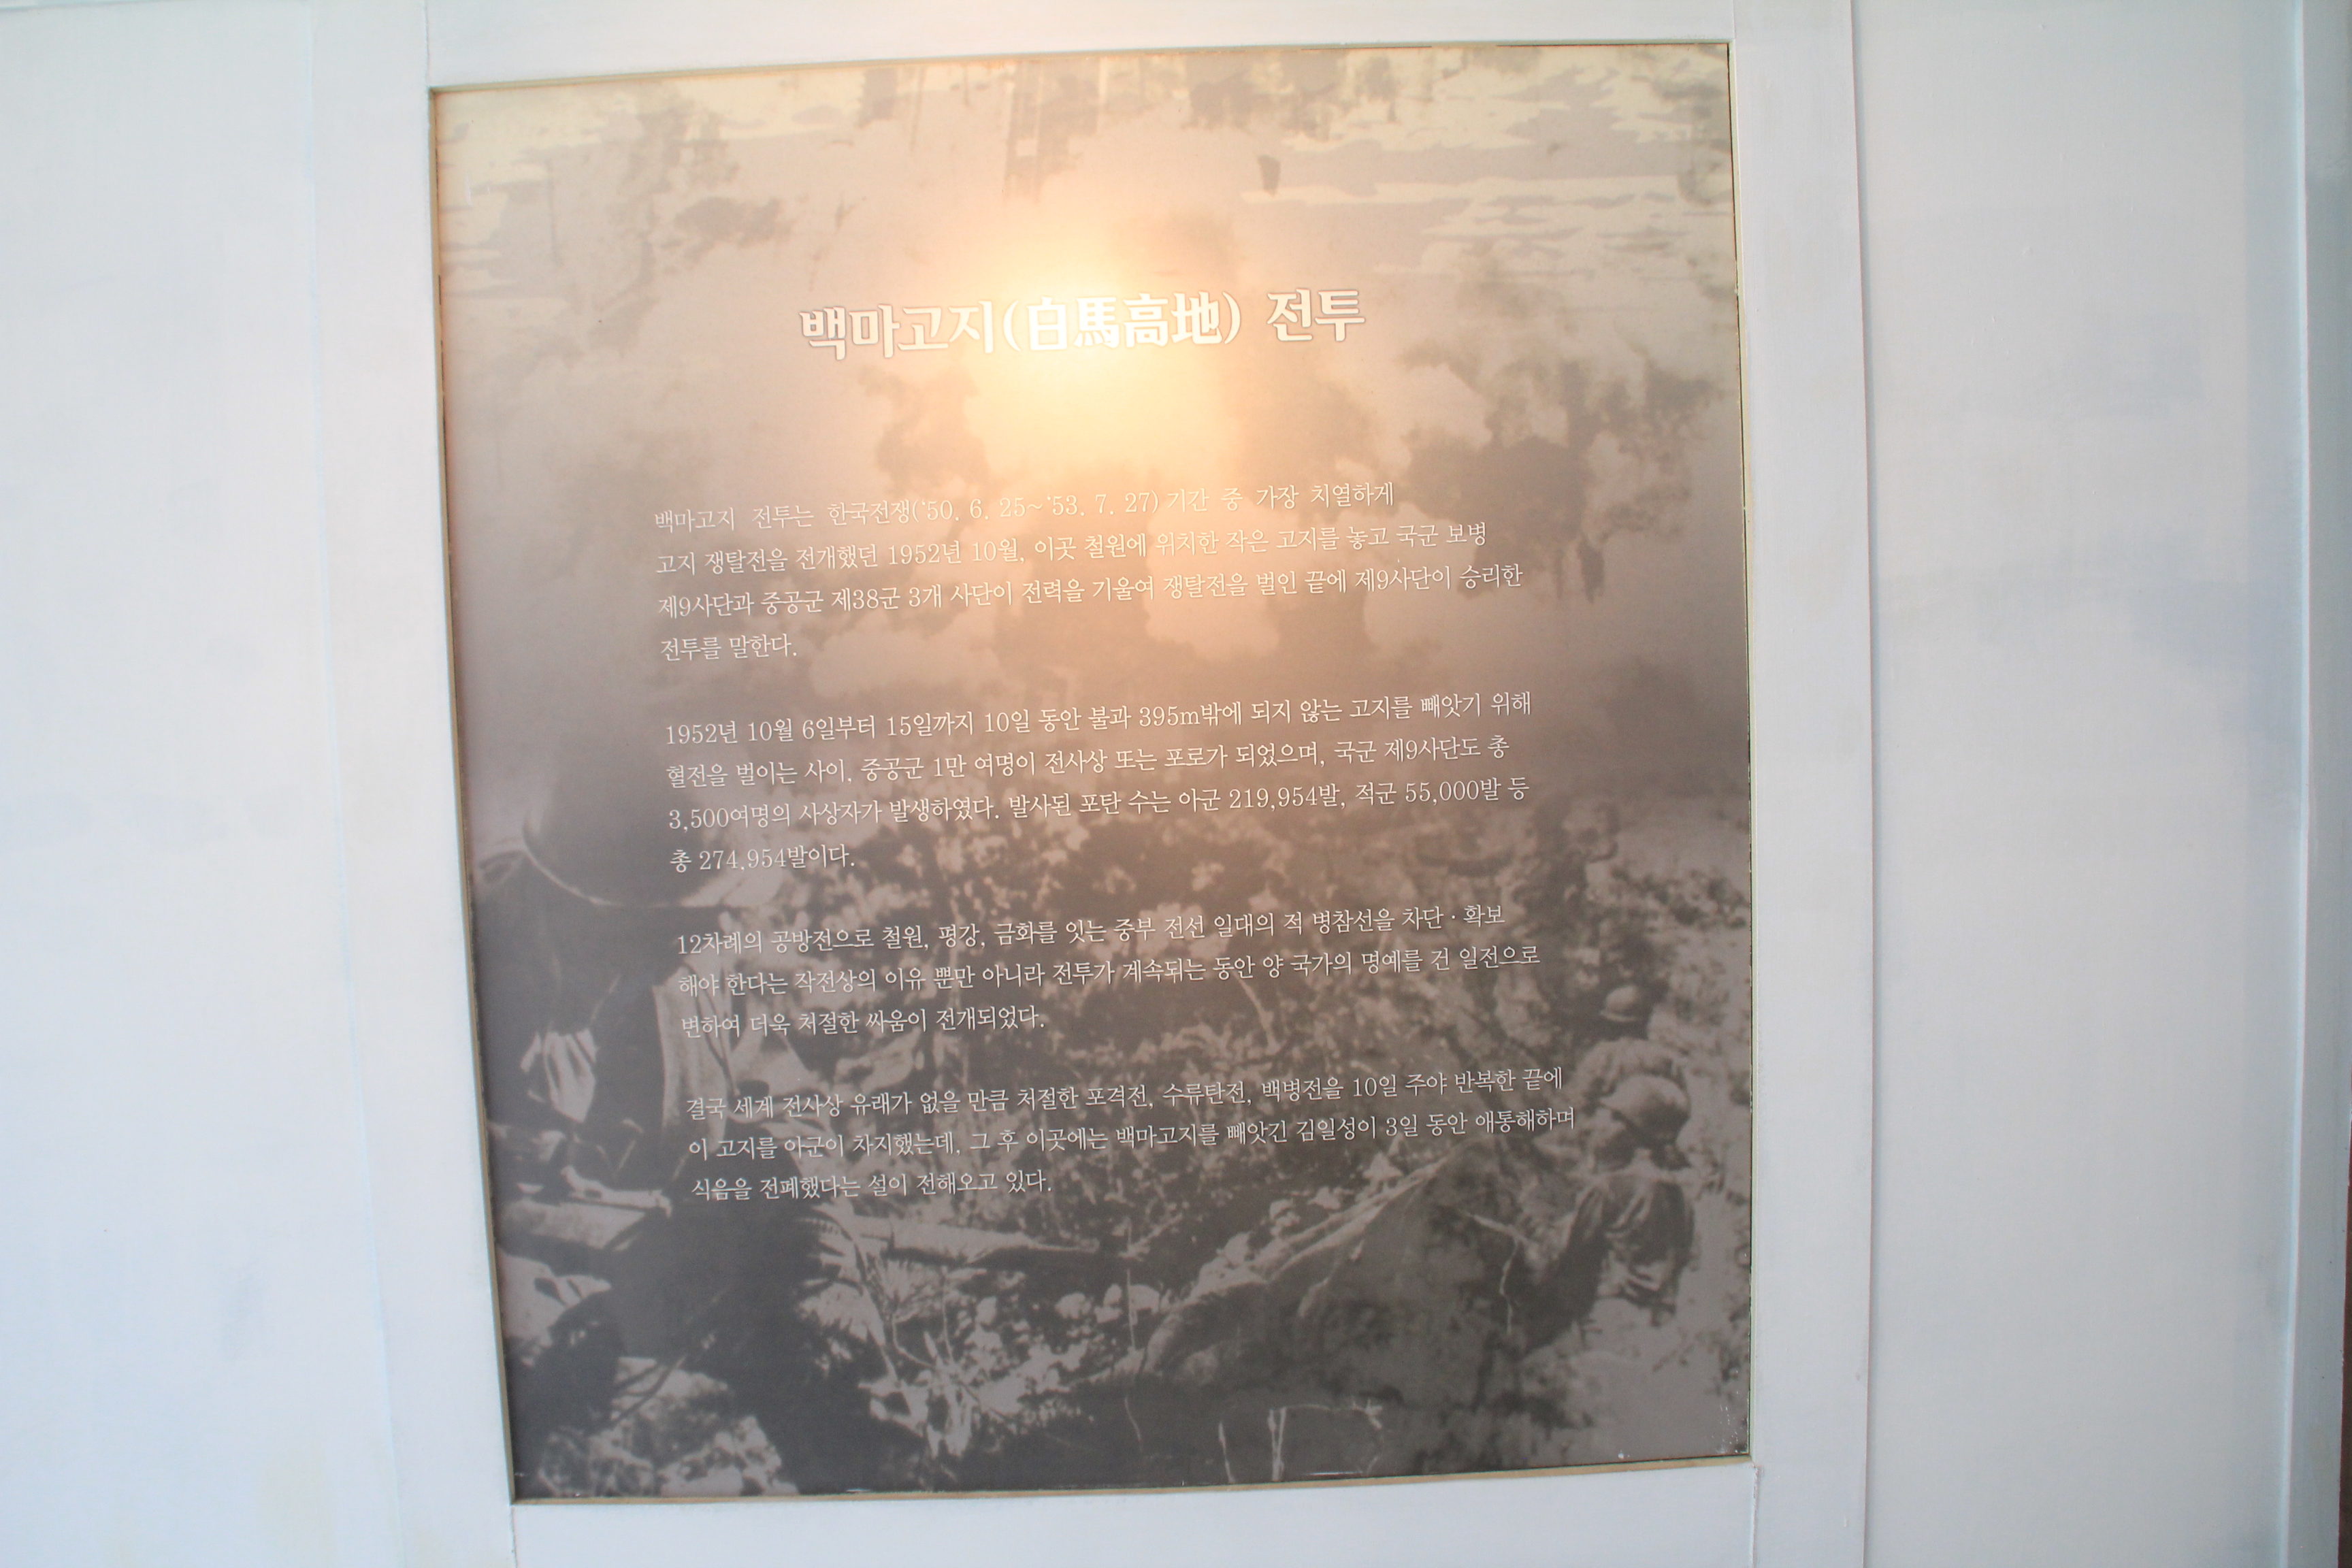 백마고지(白馬高地) 전투
백마고지 전투는 한국전쟁('50. 6. 25~'53. 7. 27) 기간 중 가장 치열하게
고지 쟁탈전을 전개했던 1952년 10월, 이곳 철원에 위치한 작은 고지를 놓고 국군 보병
제9사단과 중공군 제38군 3개 사단이 전력을 기울여 쟁탈전을 벌인 끝에 제9사단이 승리한
전투를 말한다.
1952년 10월 6일부터 15일까지 10일 동안 불과 395m밖에 되지 않는 고지를 빼앗기 위해
혈전을 벌이는 사이, 중공군 1만 여명이 전사상 또는 포로가 되었으며, 국군 제9사단도 총
3,500여명의 사상자가 발생하였다. 발사된 포탄 수는 아군 219,954발, 적군 55,000발 등
총 274,954발이다.
12차례의 공방전으로 철원, 평강, 금화를 잇는 중부 전선 일대의 적 병참선을 차단 · 확보
해야 한다는 작전상의 이유 뿐만 아니라 전투가 계속되는 동안 양 국가의 명예를 건 일전으로
변하여 더욱 처절한 싸움이 전개되었다.
결국 세계 전사상 유래가 없을 만큼 처절한 포격전, 수류탄전, 백병전을 10일 주야 반복한 끝에
이 고지를 아군이 차지했는데, 그 후 이곳에는 백마고지를 빼앗긴 김일성이 3일 동안 애통해하며
식음을 전폐했다는 설이 전해오고 있다.